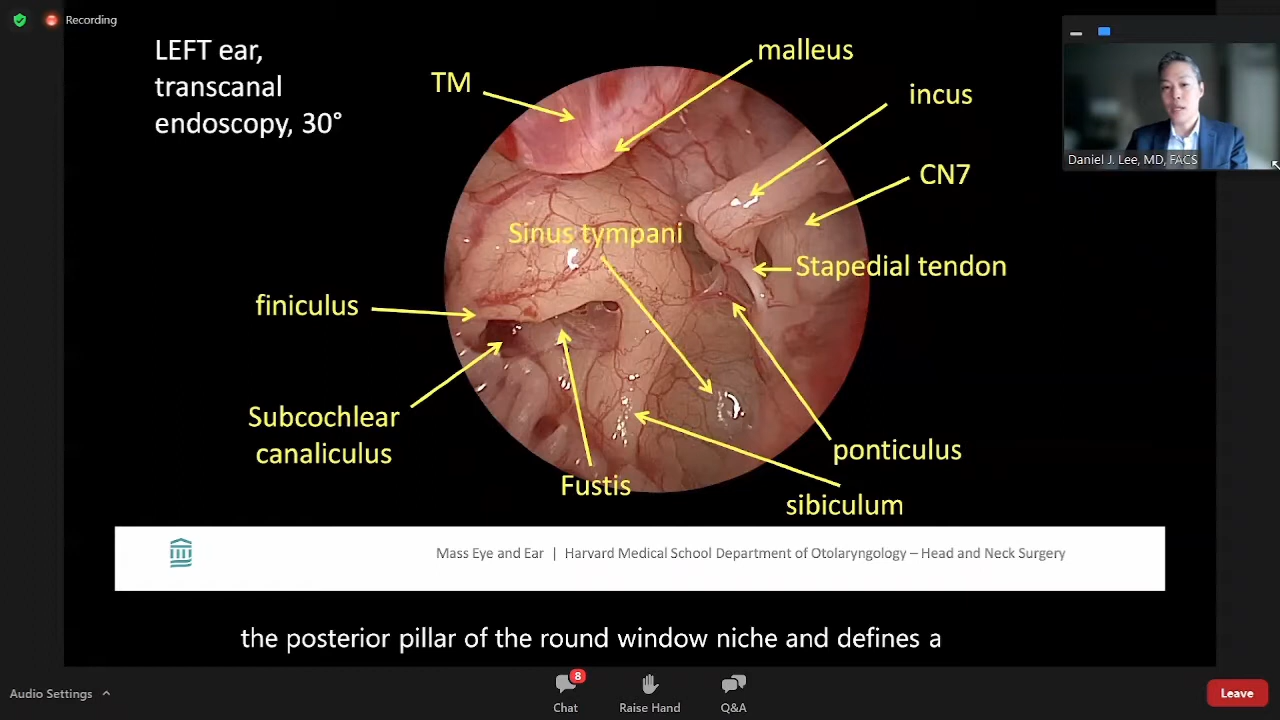 Recording
LEFT ear,
transcanal
endoscopy, 30°
TM
malleus
incus
CN7
Daniel J. Lee, MD, FACS
Sinus tympani
Stapedial tendon
finiculus
Subcochlear
canaliculus
Fustis
ponticulus
sibiculum
Mass Eye and Ear | Harvard Medical School Department of Otolaryngology – Head and Neck Surgery
the posterior pillar of the round window niche and defines a
Audio Settings
8
Chat
Raise Hand
Q&A
Leave